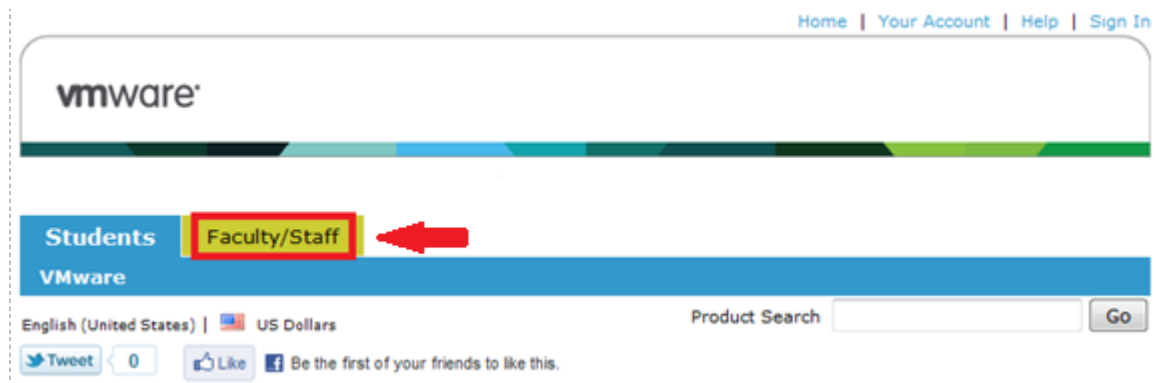 Home | Your Account | Help | Sign In
vmware
Students Faculty/Staff
VMware
English (United States) | US Dollars Product Search Go
Tweet 0 Like Be the first of your friends to like this.